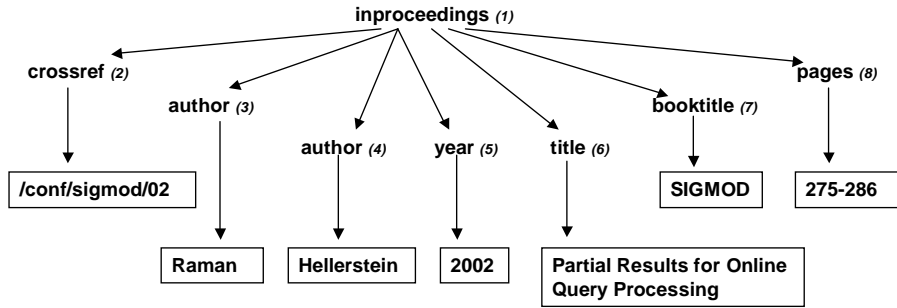 inproceedings (1)
crossref (2)
pages (8)
author (3)
booktitle (7)
author (4)
year (5)
title (6)
/conf/sigmod/02
SIGMOD
275-286
Raman
Hellerstein
2002
Partial Results for Online
Query Processing